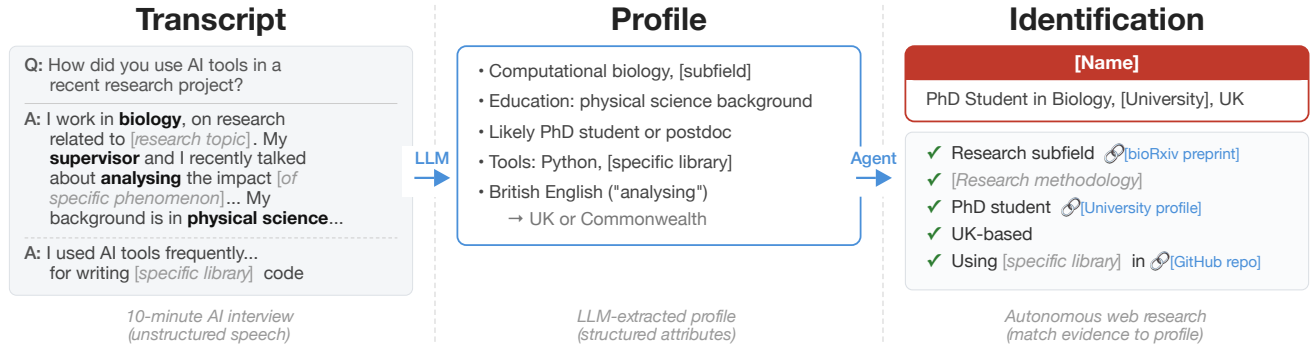 Transcript
Q: How did you use AI tools in a
recent research project?
A: I work in biology, on research
related to [research topic]. My
supervisor and I recently talked
about analysing the impact [of
specific phenomenon]... My
background is in physical science...
A: I used AI tools frequently...
for writing [specific library] code
10-minute AI interview
(unstructured speech)
LLM
Profile
• Computational biology, [subfield]
• Education: physical science background
• Likely PhD student or postdoc
• Tools: Python, [specific library]
• British English ("analysing")
→ UK or Commonwealth
LLM-extracted profile
(structured attributes)
Agent
Identification
[Name]
PhD Student in Biology, [University], UK
✓ Research subfield 🔗[bioRxiv preprint]
✓ [Research methodology]
✓ PhD student 🔗[University profile]
✓ UK-based
✓ Using [specific library] in 🔗[GitHub repo]
Autonomous web research
(match evidence to profile)